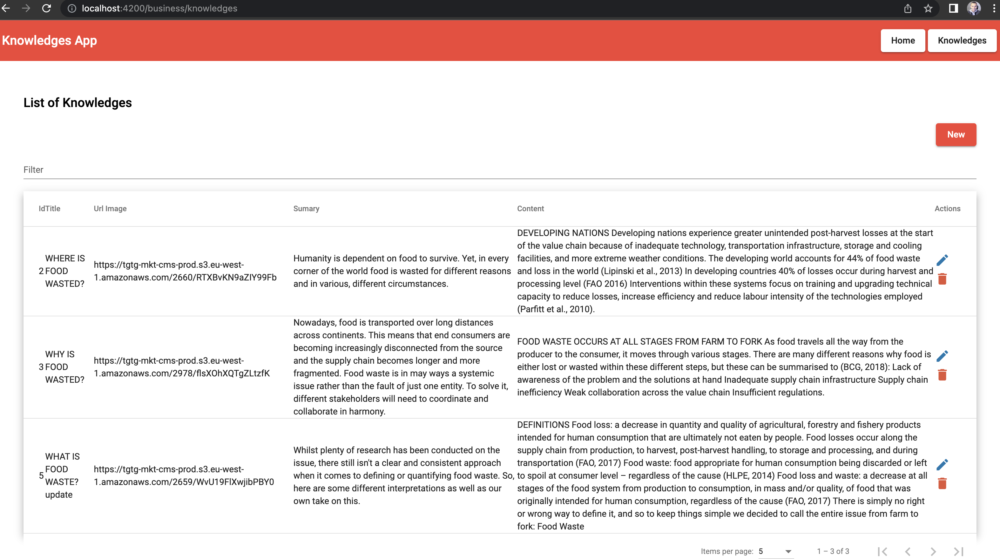 localhost:4200/business/knowledges
Knowledges App
Home
Knowledges
List of Knowledges
New
Filter
Id
Title
Url Image
Sumary
Content
Actions
2
WHERE IS
FOOD
WASTED?
https://tgtg-mkt-cms-prod.s3.eu-west-
1.amazonaws.com/2660/RTXBvKN9aZIY99Fb
Humanity is dependent on food to survive. Yet, in every
corner of the world food is wasted for different reasons
and in various, different circumstances.
DEVELOPING NATIONS Developing nations experience greater unintended post-harvest losses at the start
of the value chain because of inadequate technology, transportation infrastructure, storage and cooling
facilities, and more extreme weather conditions. The developing world accounts for 44% of food waste
and loss in the world (Lipinski et al., 2013) In developing countries 40% of losses occur during harvest and
processing level (FAO 2016) Interventions within these systems focus on training and upgrading technical
capacity to reduce losses, increase efficiency and reduce labour intensity of the technologies employed
(Parfitt et al., 2010).
3
WHY IS
FOOD
WASTED?
https://tgtg-mkt-cms-prod.s3.eu-west-
1.amazonaws.com/2978/flsXOhXQTgZLtzfK
Nowadays, food is transported over long distances
across continents. This means that end consumers are
becoming increasingly disconnected from the source
and the supply chain becomes longer and more
fragmented. Food waste is in may ways a systemic
issue rather than the fault of just one entity. To solve it,
different stakeholders will need to coordinate and
collaborate in harmony.
FOOD WASTE OCCURS AT ALL STAGES FROM FARM TO FORK As food travels all the way from the
producer to the consumer, it moves through various stages. There are many different reasons why food is
either lost or wasted within these different steps, but these can be summarised to (BCG, 2018): Lack of
awareness of the problem and the solutions at hand Inadequate supply chain infrastructure Supply chain
inefficiency Weak collaboration across the value chain Insufficient regulations.
5
WHAT IS
FOOD
WASTE?
update
https://tgtg-mkt-cms-prod.s3.eu-west-
1.amazonaws.com/2659/WvU19FlXwjibPBY0
Whilst plenty of research has been conducted on the
issue, there still isn't a clear and consistent approach
when it comes to defining or quantifying food waste. So,
here are some different interpretations as well as our
own take on this.
DEFINITIONS Food loss: a decrease in quantity and quality of agricultural, forestry and fishery products
intended for human consumption that are ultimately not eaten by people. Food losses occur along the
supply chain from production, to harvest, post-harvest handling, to storage and processing, and during
transportation (FAO, 2017) Food waste: food appropriate for human consumption being discarded or left
to spoil at consumer level – regardless of the cause (HLPE, 2014) Food loss and waste: a decrease at all
stages of the food system from production to consumption, in mass and/or quality, of food that was
originally intended for human consumption, regardless of the cause (FAO, 2017) There is simply no right
or wrong way to define it, and so to keep things simple we decided to call the entire issue from farm to
fork: Food Waste
Items per page: 5
1 – 3 of 3